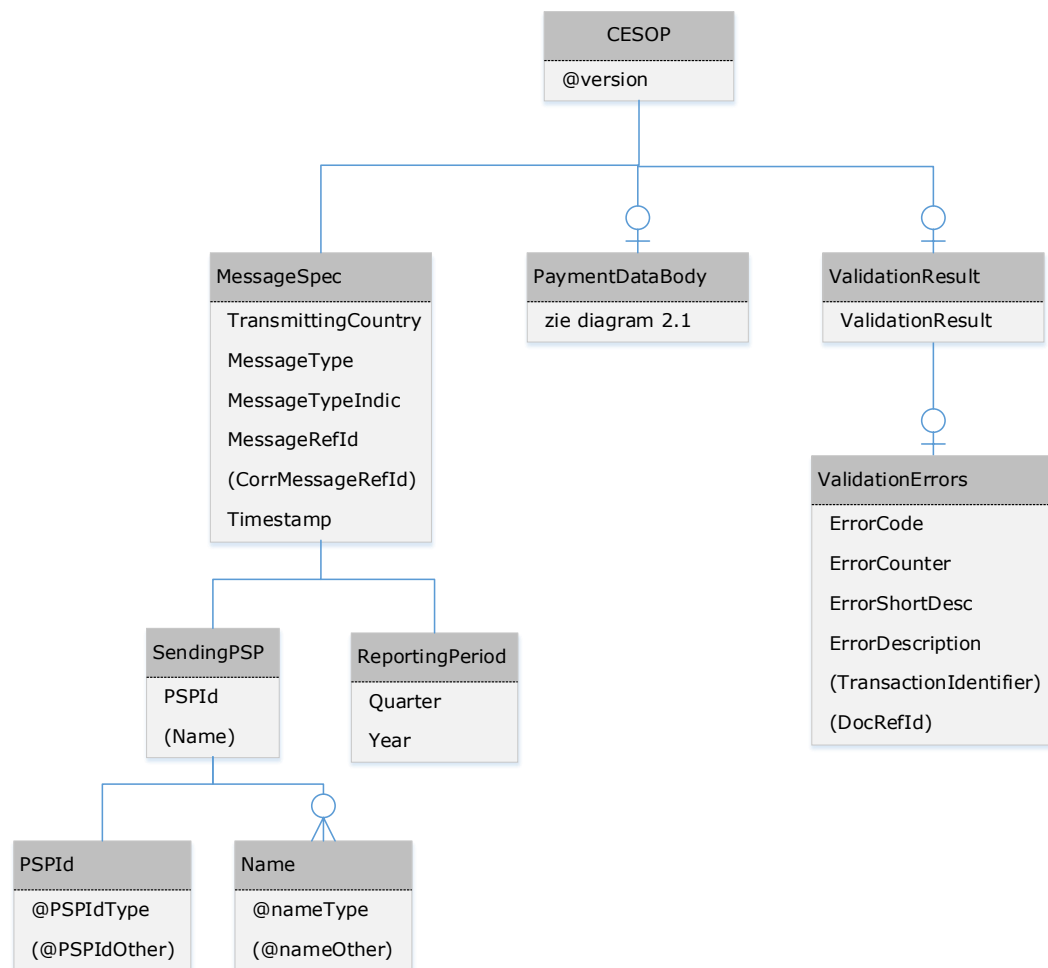 CESOP
@version
MessageSpec
TransmittingCountry
MessageType
MessageTypeIndic
MessageRefId
(CorrMessageRefId)
Timestamp
PaymentDataBody
zie diagram 2.1
ValidationResult
ValidationResult
ValidationErrors
ErrorCode
ErrorCounter
ErrorShortDesc
ErrorDescription
(TransactionIdentifier)
(DocRefId)
SendingPSP
PSPId
(Name)
ReportingPeriod
Quarter
Year
PSPId
@PSPIdType
(@PSPIdOther)
Name
@nameType
(@nameOther)